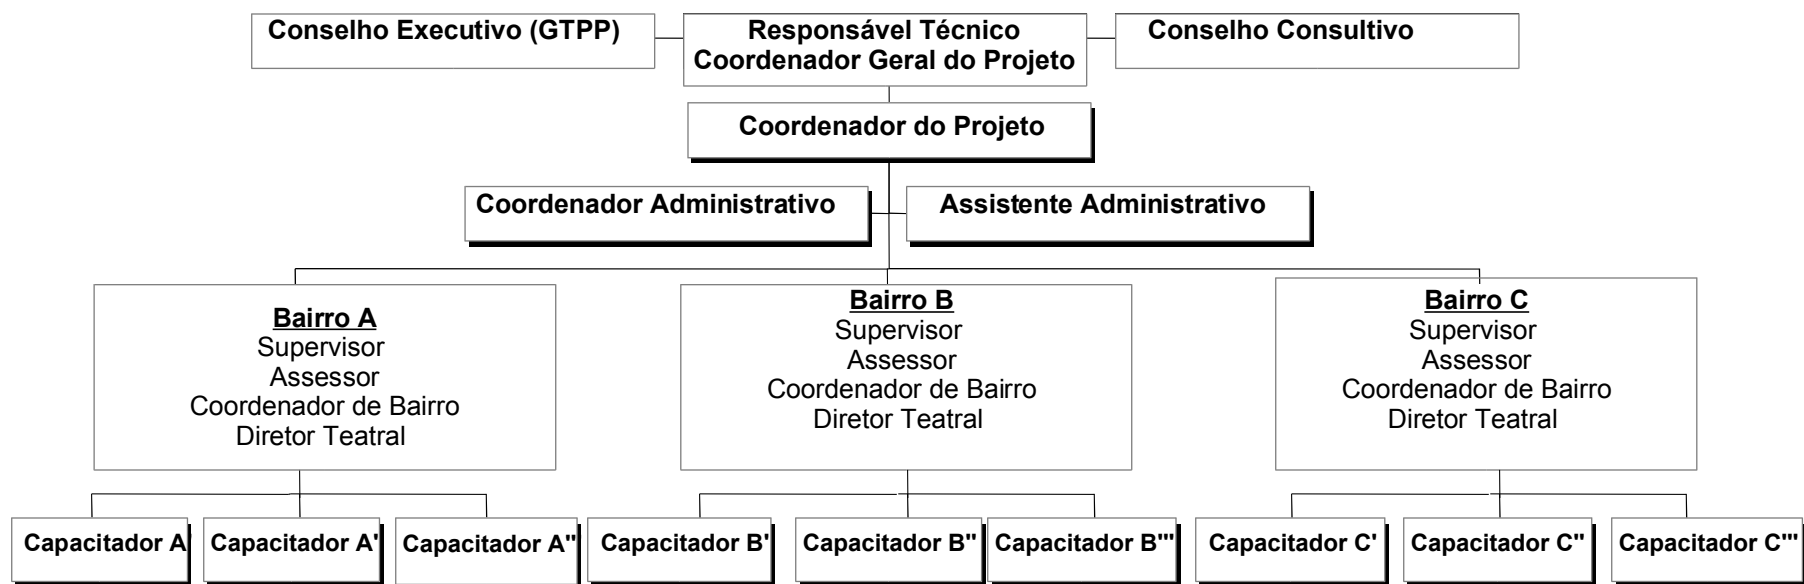 Conselho Executivo (GTPP)
Responsável Técnico
Coordenador Geral do Projeto
Conselho Consultivo
Coordenador do Projeto
Coordenador Administrativo
Assistente Administrativo
Bairro A
Supervisor
Assessor
Coordenador de Bairro
Diretor Teatral
Bairro B
Supervisor
Assessor
Coordenador de Bairro
Diretor Teatral
Bairro C
Supervisor
Assessor
Coordenador de Bairro
Diretor Teatral
Capacitador A'
Capacitador A'
Capacitador A"
Capacitador B'
Capacitador B"
Capacitador B"'
Capacitador C'
Capacitador C"
Capacitador C"'